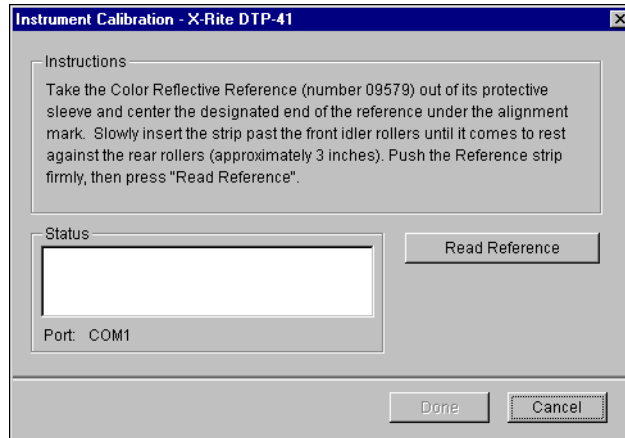 Instrument Calibration - X-Rite DTP-41
Instructions
Take the Color Reflective Reference (number 09579) out of its protective
sleeve and center the designated end of the reference under the alignment
mark. Slowly insert the strip past the front idler rollers until it comes to rest
against the rear rollers (approximately 3 inches). Push the Reference strip
firmly, then press "Read Reference".
Status
Read Reference
Port: COM1
Done
Cancel